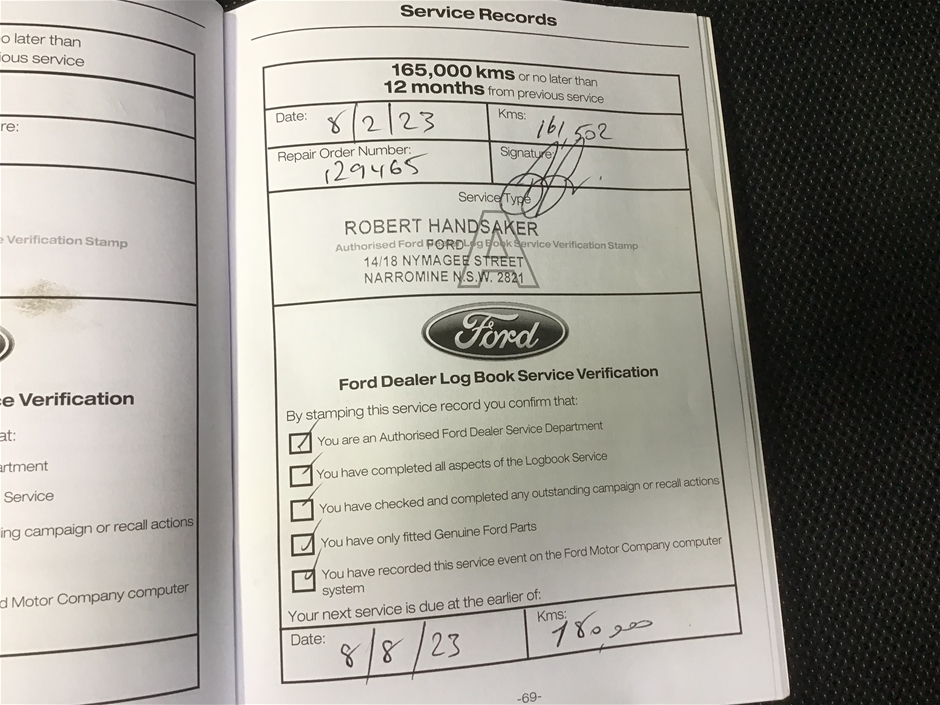 o later than
ious service
re:
e Verification Stamp
e Verification
at:
artment
Service
ing campaign or recall actions
d Motor Company computer
Service Records
165,000 kms or no later than
12 months from previous service
Date: 8/2/23
Kms: 161,502
Repair Order Number: 129465
Signature:
Service Type
A
ROBERT HANDSAKER
Authorised Ford Dealer Log Book Service Verification Stamp
FORD
14/18 NYMAGEE STREET
NARROMINE N.S.W. 2821
Ford
Ford Dealer Log Book Service Verification
By stamping this service record you confirm that:
You are an Authorised Ford Dealer Service Department
You have completed all aspects of the Logbook Service
You have checked and completed any outstanding campaign or recall actions
You have only fitted Genuine Ford Parts
You have recorded this service event on the Ford Motor Company computer
system
Your next service is due at the earlier of:
Date: 8/8/23
Kms: 180,000
-69-